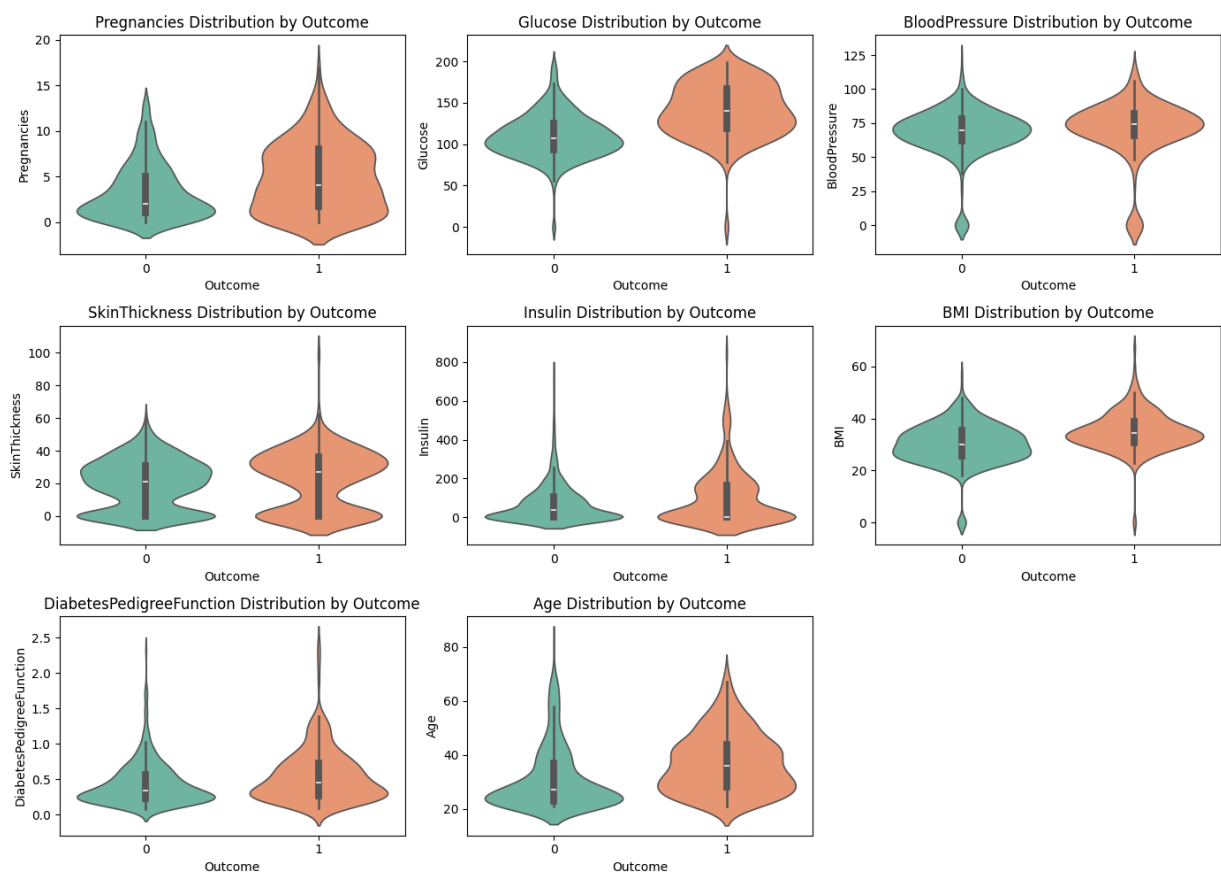 Pregnancies Distribution by Outcome
20
15
10
5
0
Pregnancies
0 1
Outcome
Glucose Distribution by Outcome
200
150
100
50
0
Glucose
0 1
Outcome
BloodPressure Distribution by Outcome
125
100
75
50
25
0
BloodPressure
0 1
Outcome
SkinThickness Distribution by Outcome
100
80
60
40
20
0
SkinThickness
0 1
Outcome
Insulin Distribution by Outcome
800
600
400
200
0
Insulin
0 1
Outcome
BMI Distribution by Outcome
60
40
20
0
BMI
0 1
Outcome
DiabetesPedigreeFunction Distribution by Outcome
2.5
2.0
1.5
1.0
0.5
0.0
DiabetesPedigreeFunction
0 1
Outcome
Age Distribution by Outcome
80
60
40
20
Age
0 1
Outcome